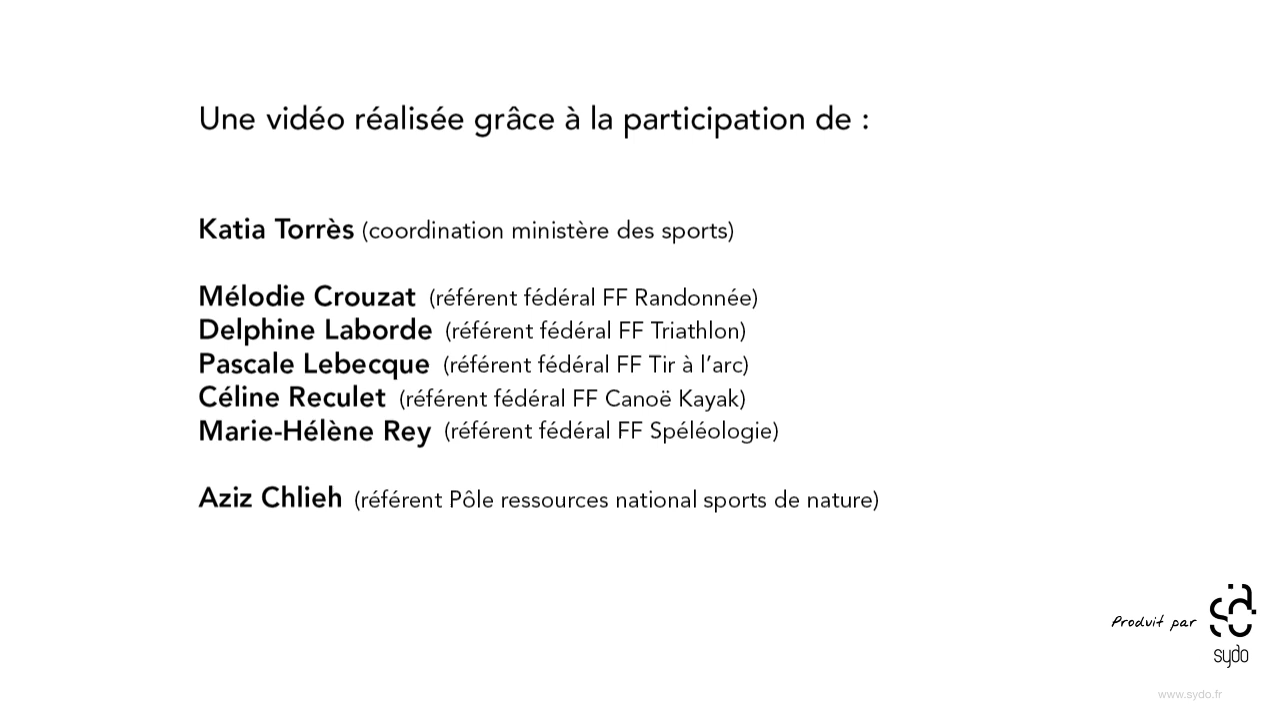 Une vidéo réalisée grâce à la participation de :
Katia Torrès (coordination ministère des sports)
Mélodie Crouzat (référent fédéral FF Randonnée)
Delphine Laborde (référent fédéral FF Triathlon)
Pascale Lebecque (référent fédéral FF Tir à l’arc)
Céline Reculet (référent fédéral FF Canoë Kayak)
Marie-Hélène Rey (référent fédéral FF Spéléologie)
Aziz Chlieh (référent Pôle ressources national sports de nature)
Produit par
sydo
www.sydo.fr